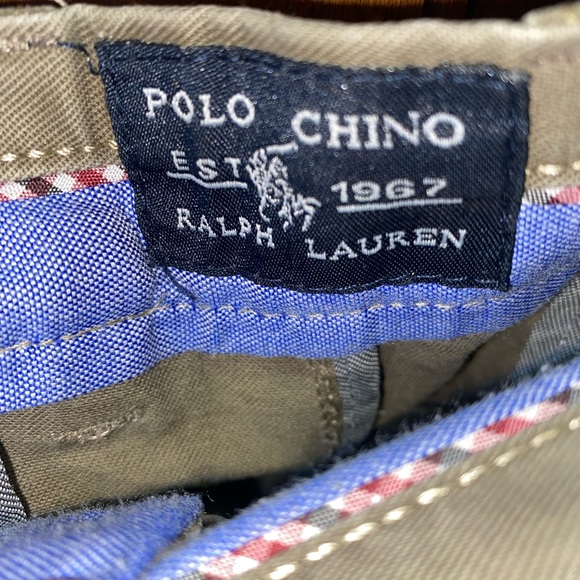 POLO CHINO
EST 1967
RALPH LAUREN